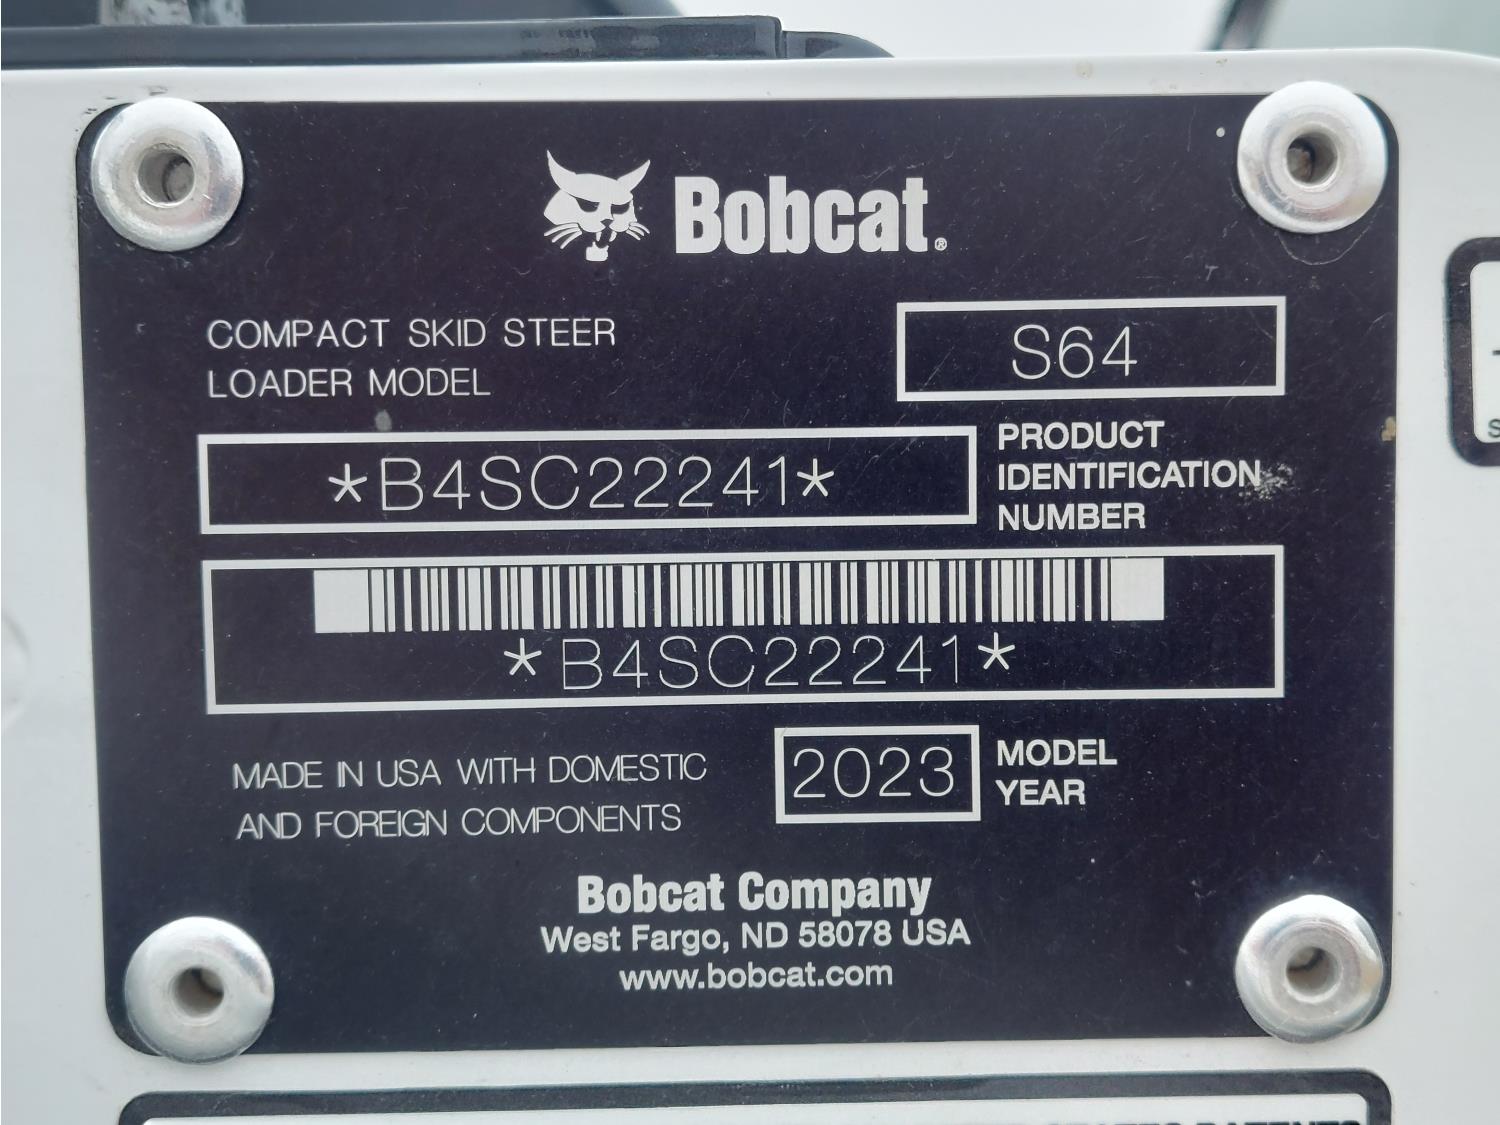 Bobcat®
COMPACT SKID STEER
LOADER MODEL
S64
*B4SC22241*
PRODUCT
IDENTIFICATION
NUMBER
*B4SC22241*
MADE IN USA WITH DOMESTIC
AND FOREIGN COMPONENTS
2023
MODEL
YEAR
Bobcat Company
West Fargo, ND 58078 USA
www.bobcat.com